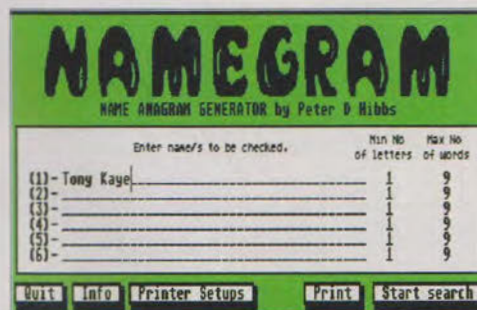 NAMEGRAM
NAME ANAGRAM GENERATOR by Peter D Hibbs
Enter name/s to be checked. Min No of letters Max No of words
(1)- Tony Kaye 1 9
(2)- 1 9
(3)- 1 9
(4)- 1 9
(5)- 1 9
(6)- 1 9
Quit Info Printer Setups Print Start search